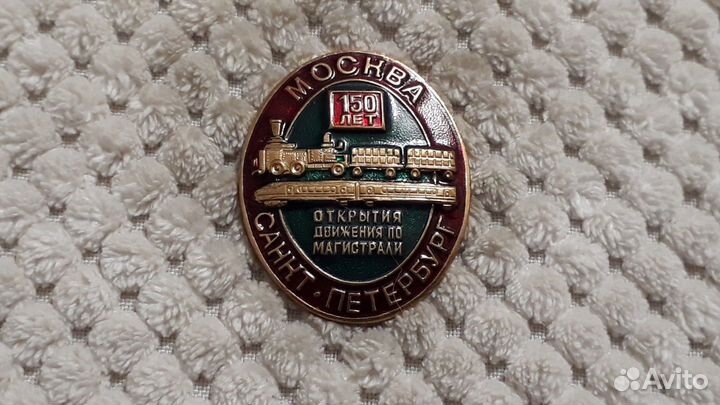 МОСКВА
150
ЛЕТ
ОТКРЫТИЯ
ДВИЖЕНИЯ ПО
МАГИСТРАЛИ
САНКТ·ПЕТЕРБУРГ
Avito